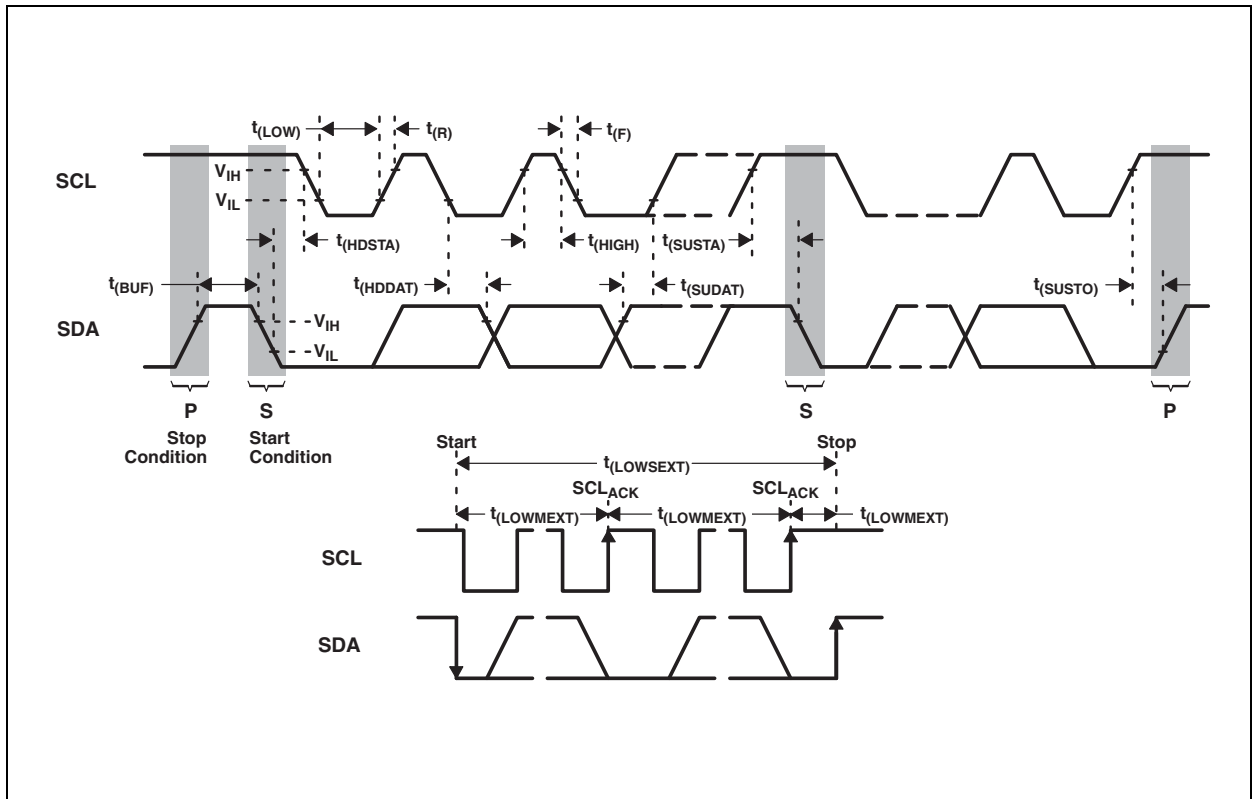 t(LOW)
t(R)
t(F)
SCL
VIH
VIL
t(HDSTA)
t(HIGH)
t(SUSTA)
t(BUF)
t(HDDAT)
t(SUDAT)
t(SUSTO)
SDA
VIH
VIL
P
S
S
P
Stop
Condition
Start
Condition
Start
Stop
t(LOWSEXT)
SCLACK
SCLACK
t(LOWMEXT)
t(LOWMEXT)
t(LOWMEXT)
SCL
SDA